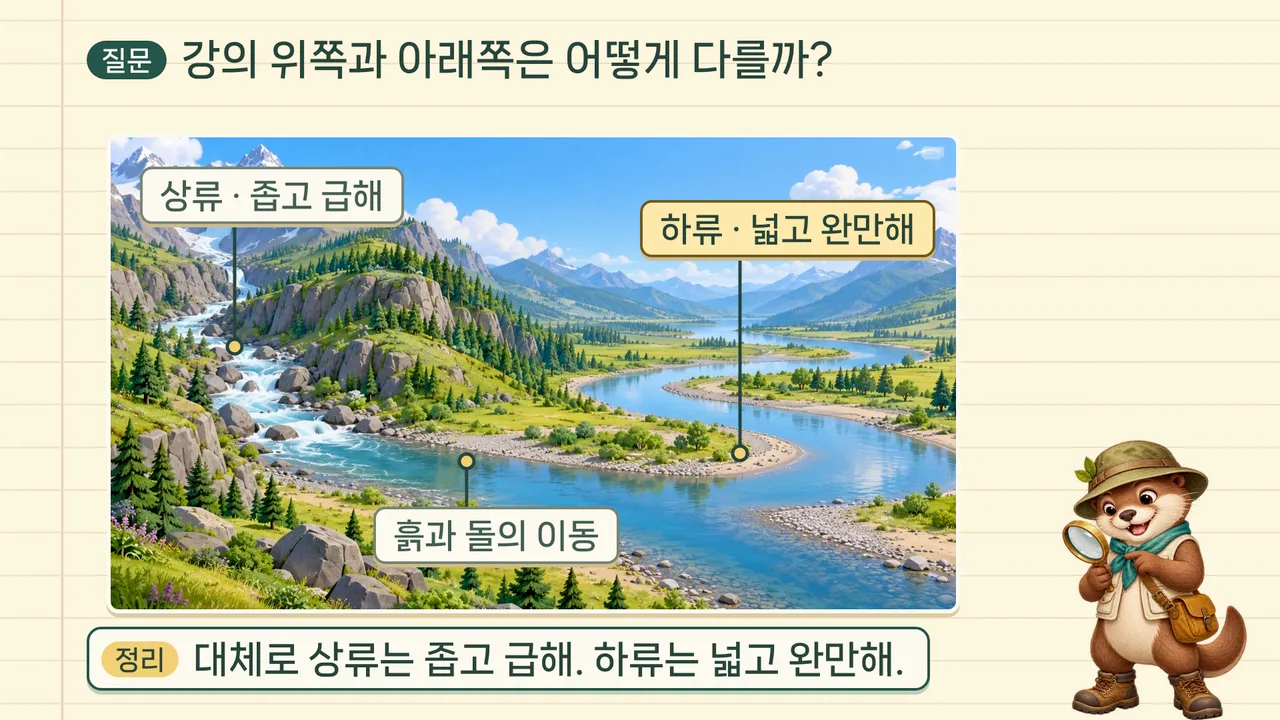 질문 강의 위쪽과 아래쪽은 어떻게 다를까?
상류 · 좁고 급해
하류 · 넓고 완만해
흙과 돌의 이동
정리 대체로 상류는 좁고 급해. 하류는 넓고 완만해.